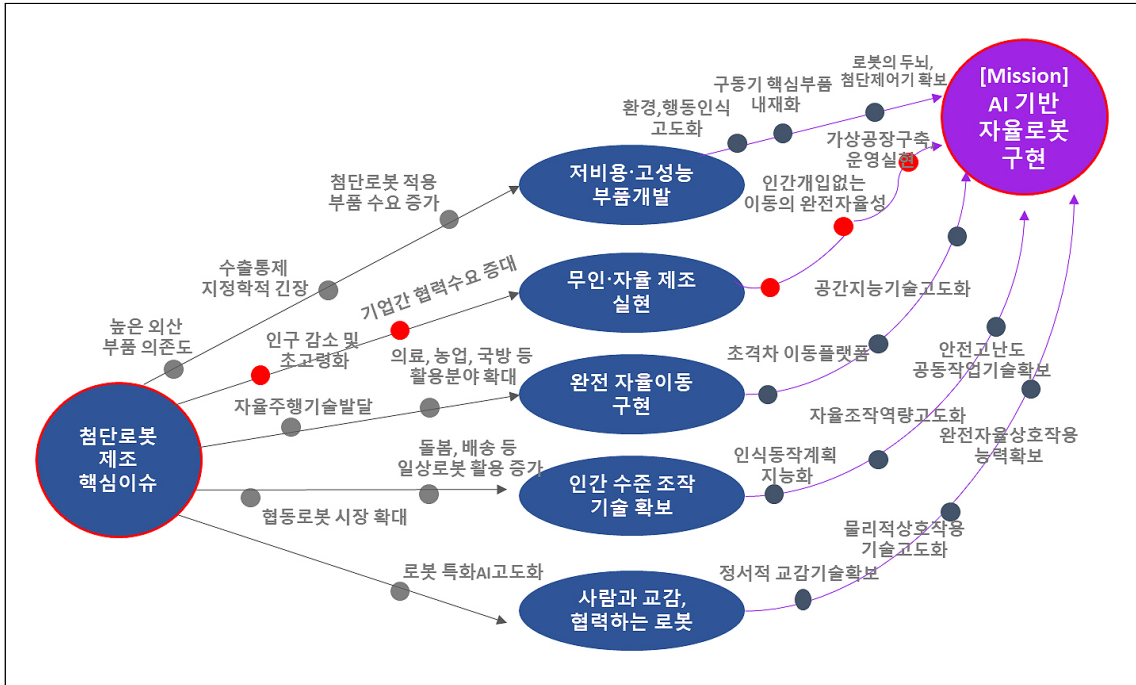 로봇의 두뇌,
첨단제어기 확보
구동기 핵심부품
내재화
환경,행동인식
고도화
[Mission]
AI 기반
자율로봇
구현
가상공장구축
운영실현
인간개입없는
이동의 완전자율성
저비용·고성능
부품개발
첨단로봇 적용
부품 수요 증가
수출통제
지정학적 긴장
높은 외산
부품 의존도
기업간 협력수요 증대
무인·자율 제조
실현
공간지능기술고도화
인구 감소 및
초고령화
의료, 농업, 국방 등
활용분야 확대
자율주행기술발달
완전 자율이동
구현
초격차 이동플랫폼
안전고난도
공동작업기술확보
첨단로봇
제조
핵심이슈
돌봄, 배송 등
일상로봇 활용 증가
협동로봇 시장 확대
인간 수준 조작
기술 확보
인식동작계획
지능화
자율조작역량고도화
완전자율상호작용
능력확보
로봇 특화AI고도화
사람과 교감,
협력하는 로봇
정서적 교감기술확보
물리적상호작용
기술고도화